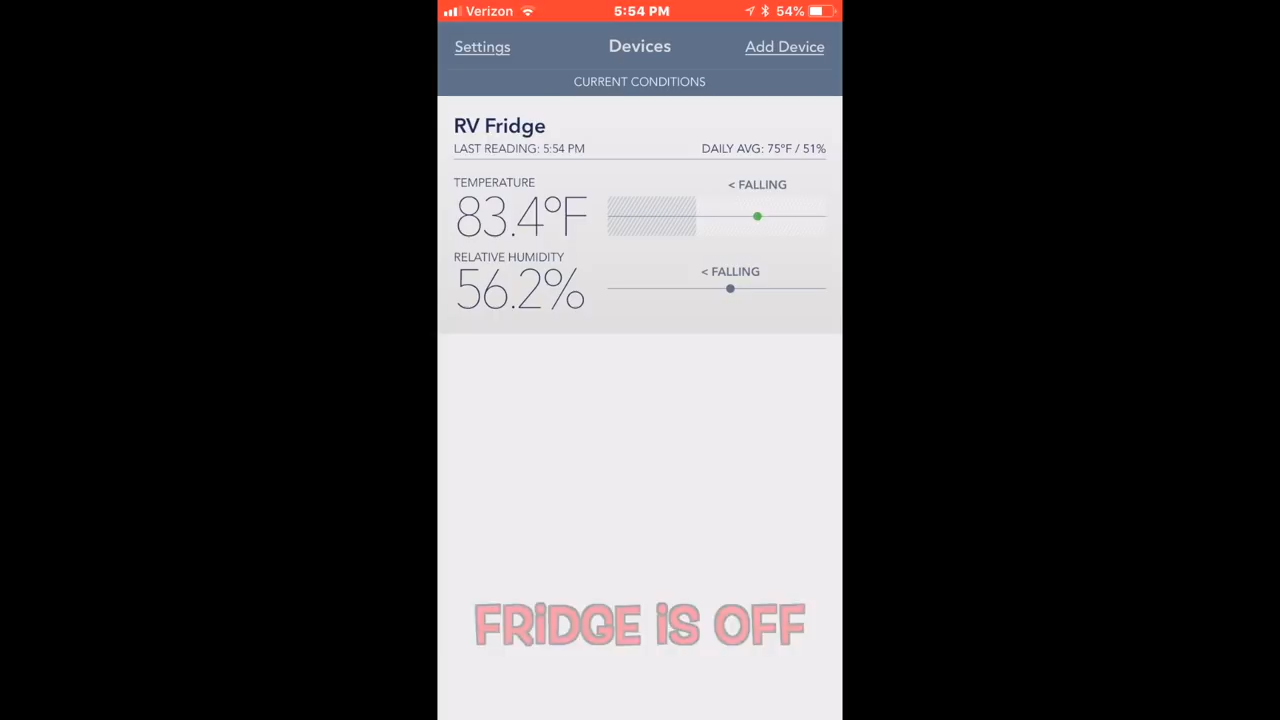 Verizon 5:54 PM 54%
Settings Devices Add Device
CURRENT CONDITIONS
RV Fridge
LAST READING: 5:54 PM DAILY AVG: 75°F / 51%
TEMPERATURE < FALLING
83.4°F
RELATIVE HUMIDITY < FALLING
56.2%
FRiDGE iS OFF